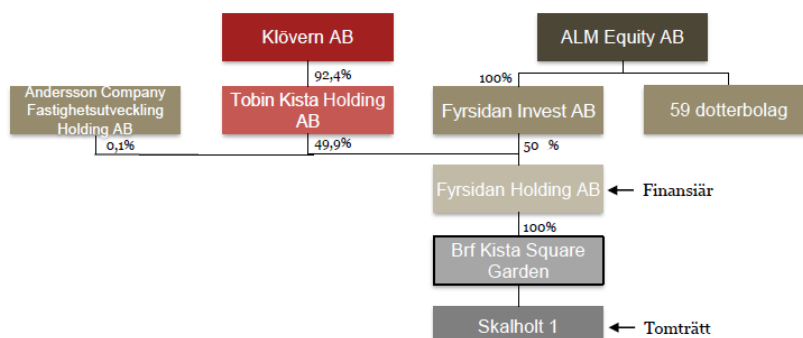 Klövern AB
ALM Equity AB
92,4%
100%
Andersson Company
Fastighetsutveckling
Holding AB
Tobin Kista Holding
AB
Fyrsidan Invest AB
59 dotterbolag
0,1%
49,9%
50 %
Fyrsidan Holding AB
Finansiär
100%
Brf Kista Square
Garden
Skalholt 1
Tomträtt